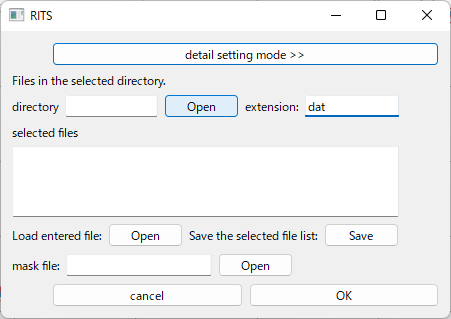 RITS
detail setting mode >>
Files in the selected directory.
directory Open extension: dat
selected files
Load entered file: Open Save the selected file list: Save
mask file: Open
cancel OK